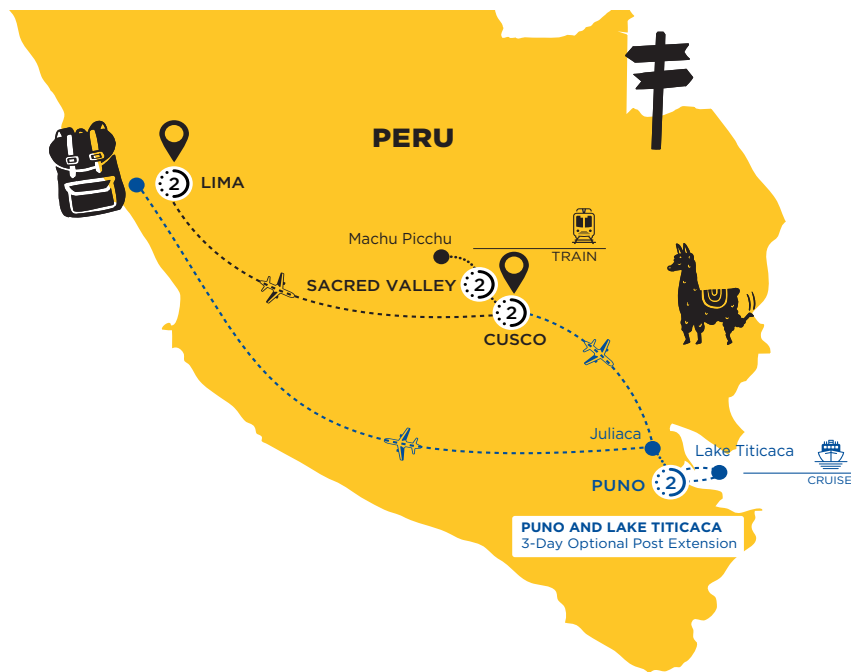 PERU
2
LIMA
Machu Picchu
TRAIN
SACRED VALLEY
2
2
CUSCO
Juliaca
Lake Titicaca
CRUISE
PUNO
2
PUNO AND LAKE TITICACA
3-Day Optional Post Extension